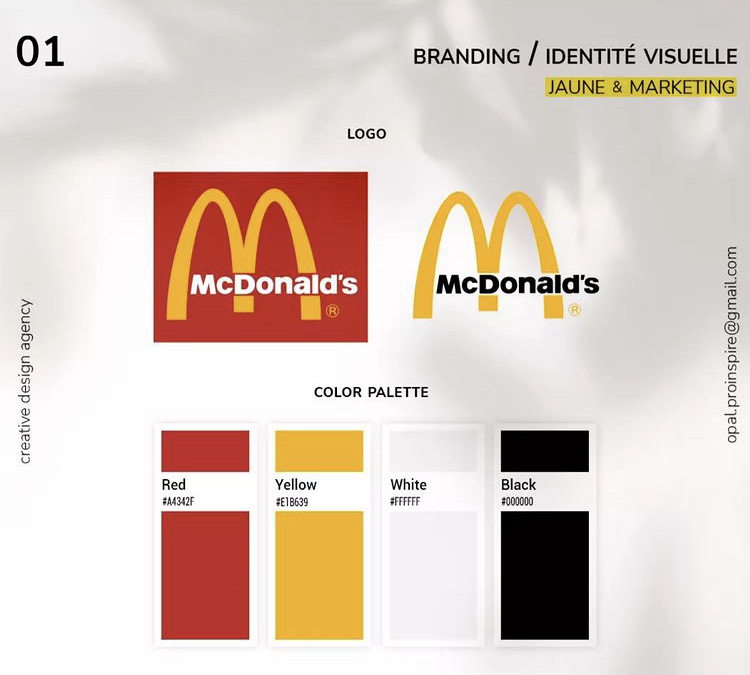 01
BRANDING / IDENTITÉ VISUELLE
JAUNE & MARKETING
LOGO
McDonald's
®
McDonald's
®
creative design agency
opal.proinspire@gmail.com
COLOR PALETTE
Red
#A4342F
Yellow
#E1B639
White
#FFFFFF
Black
#000000